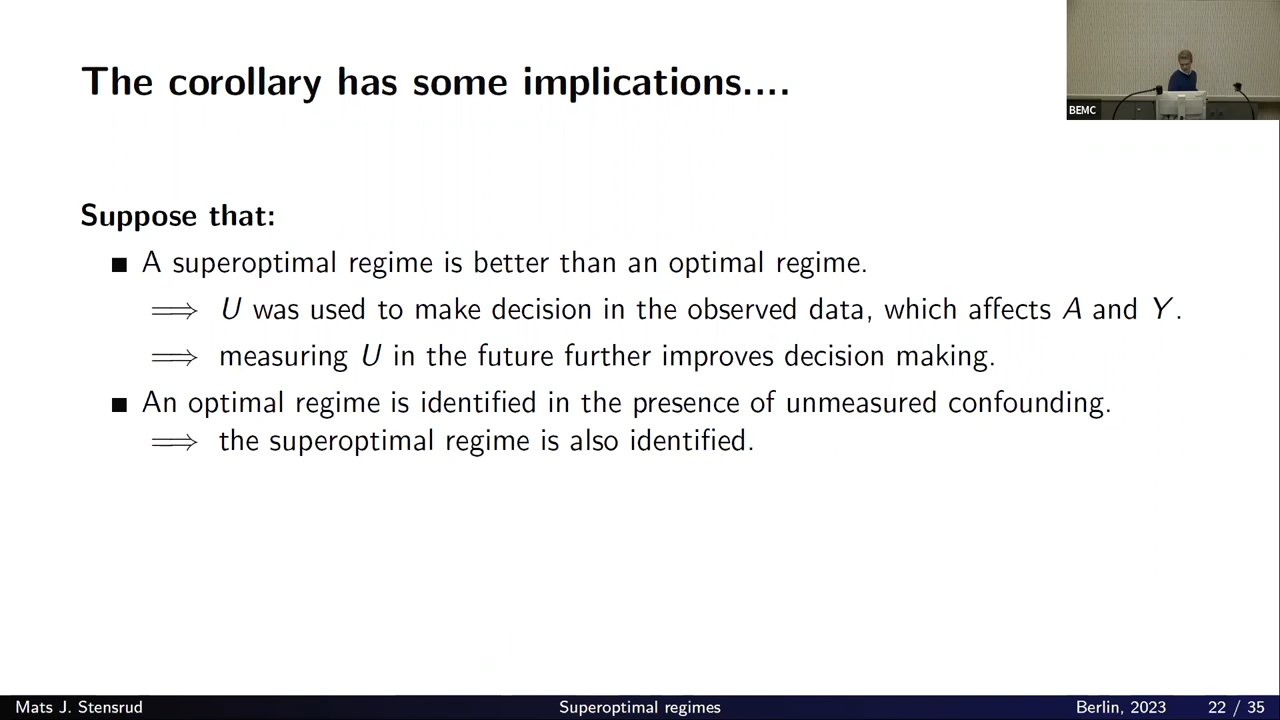 The corollary has some implications....
BEMC
Suppose that:
■ A superoptimal regime is better than an optimal regime.
⟹ U was used to make decision in the observed data, which affects A and Y.
⟹ measuring U in the future further improves decision making.
■ An optimal regime is identified in the presence of unmeasured confounding.
⟹ the superoptimal regime is also identified.
Mats J. Stensrud Superoptimal regimes Berlin, 2023 22 / 35